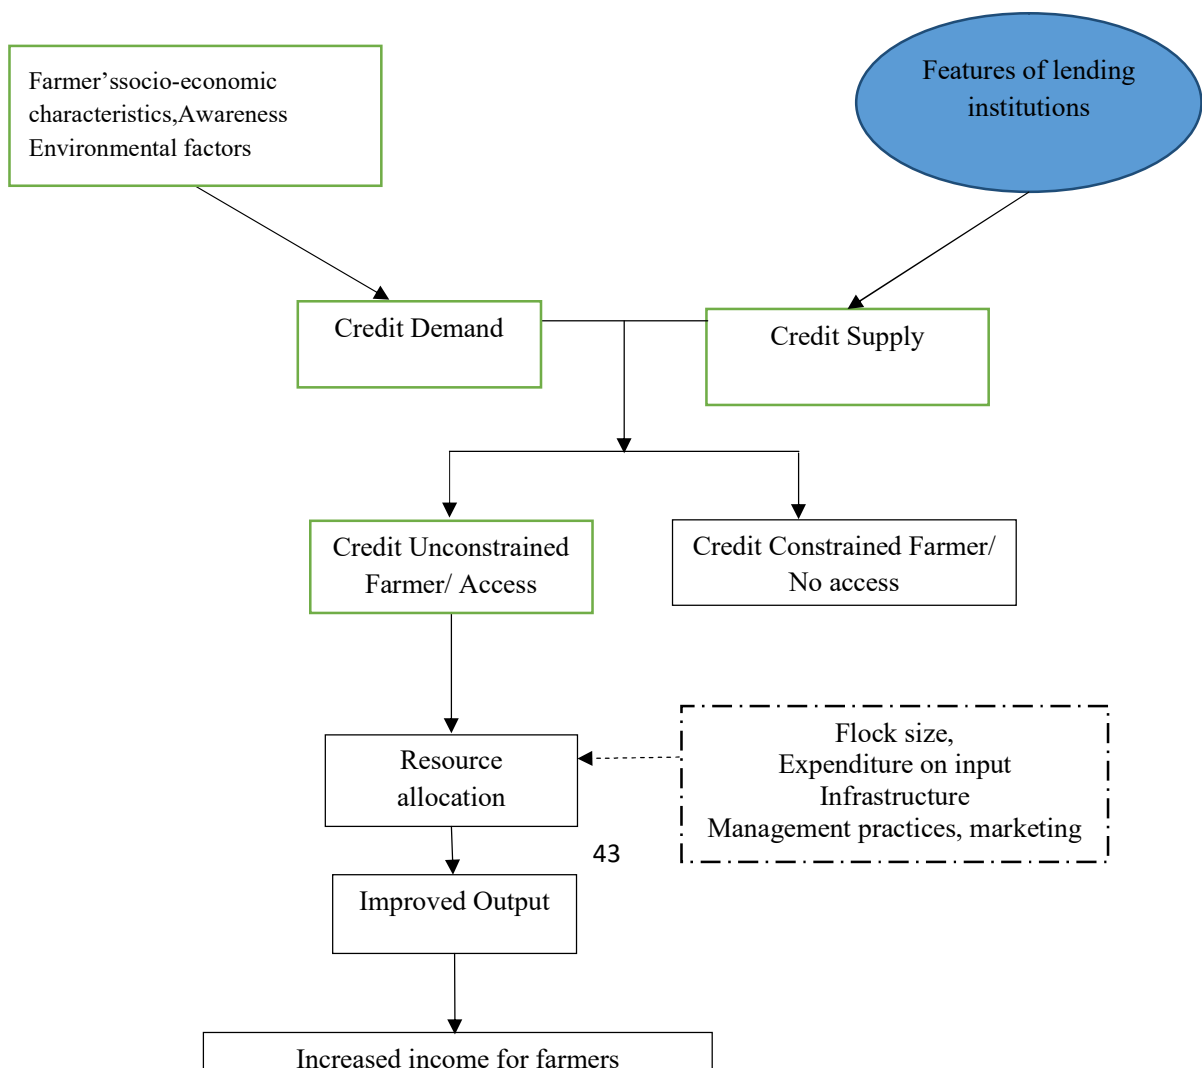 Farmer’ssocio-economic
characteristics,Awareness
Environmental factors
Features of lending
institutions
Credit Demand
Credit Supply
Credit Unconstrained
Farmer/ Access
Credit Constrained Farmer/
No access
Resource
allocation
Flock size,
Expenditure on input
Infrastructure
Management practices, marketing
43
Improved Output
Increased income for farmers